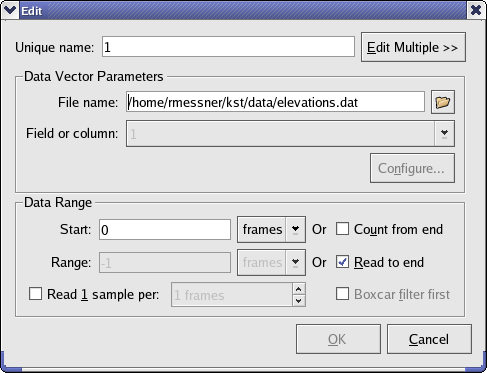 Edit
Unique name: 1 Edit Multiple >>
Data Vector Parameters
File name: /home/rmessner/kst/data/elevations.dat
Field or column: 1
Configure...
Data Range
Start: 0 frames Or Count from end
Range: -1 frames Or Read to end
Read 1 sample per: 1 frames Boxcar filter first
OK Cancel